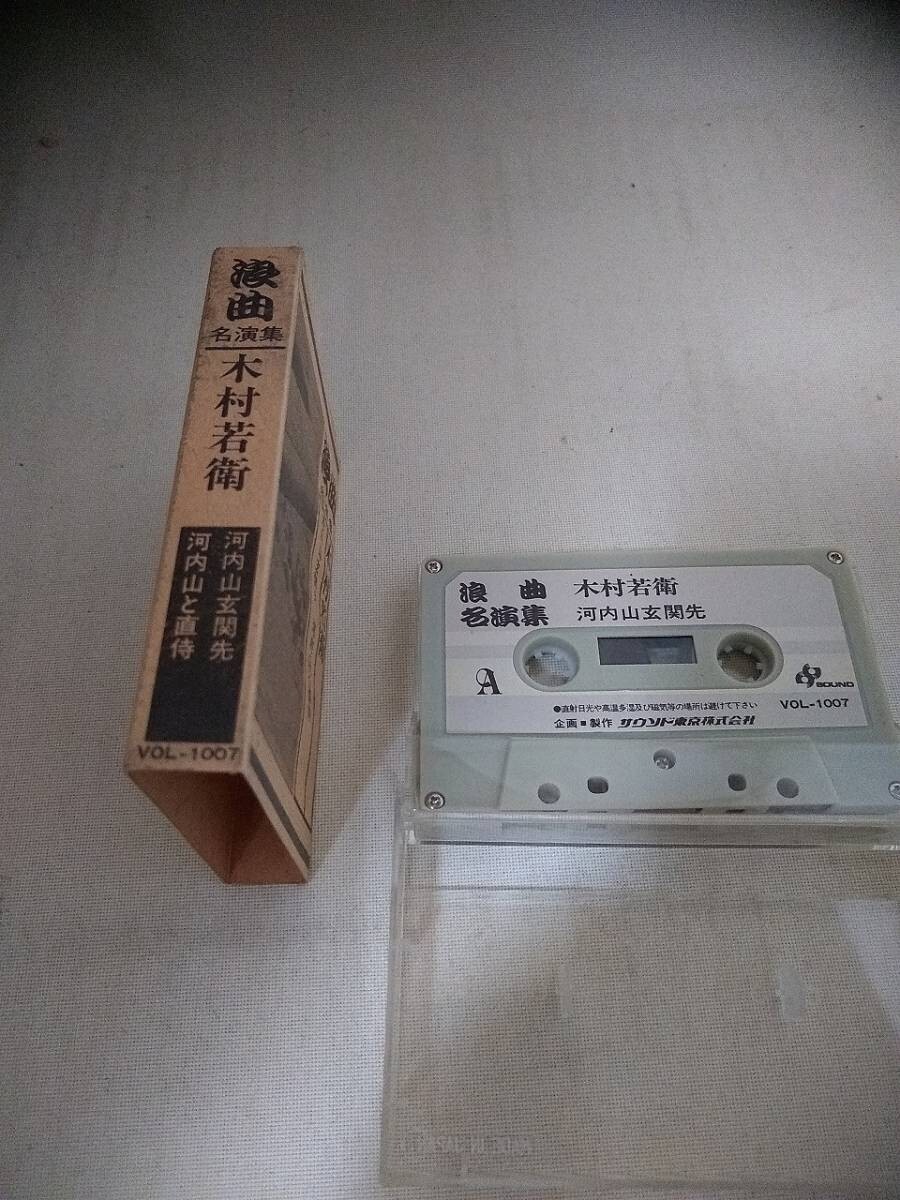 浪曲
名演集
木村若衛
河内山玄関先
河内山と直侍
VOL-1007
浪曲
名演集
木村若衛
河内山玄関先
A
SOUND
●直射日光や高温多湿及び磁気等の場所は避けて下さい
VOL-1007
企画■製作 サウンド東京株式会社